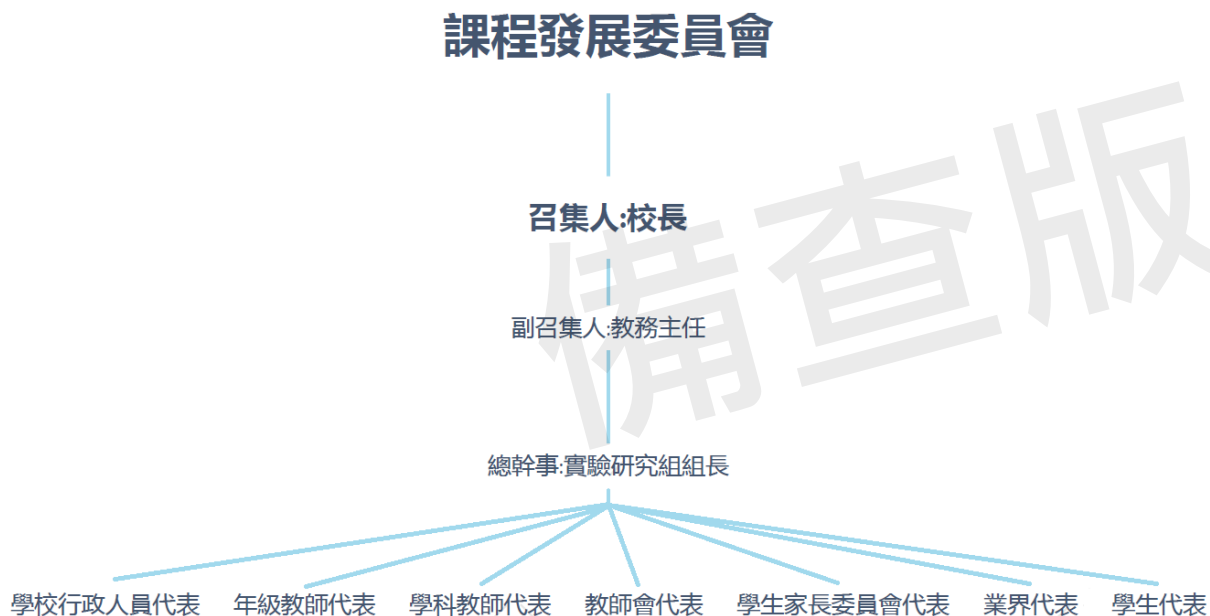 課程發展委員會
召集人:校長
副召集人:教務主任
總幹事:實驗研究組組長
學校行政人員代表 年級教師代表 學科教師代表 教師會代表 學生家長委員會代表 業界代表 學生代表
備查版